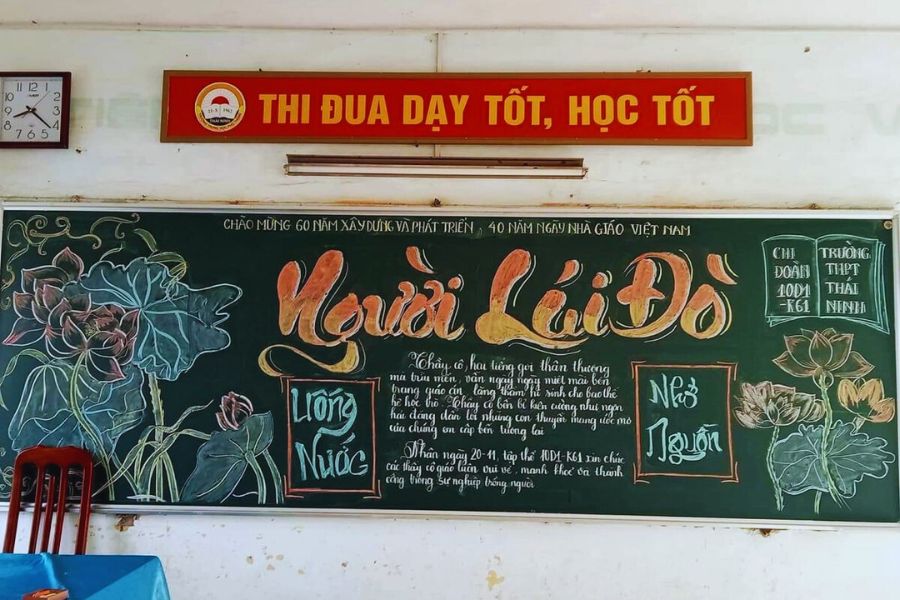 THI ĐUA DẠY TỐT, HỌC TỐT
21-8 1962
THÁI NINH
CHÀO MỪNG 60 NĂM XÂY DỰNG VÀ PHÁT TRIỂN, 40 NĂM NGÀY NHÀ GIÁO VIỆT NAM
Người Lái Đò
CHI
ĐOÀN
10D1
-K61
TRƯỜNG
THPT
THÁI
NINH
Uống
Nước
Thầy cô, hai tiếng gọi thân thương
mà trìu mến, vẫn ngày ngày miệt mài bên
trang giáo án, lặng thầm hi sinh cho bao thế
hệ học trò. Thầy cô bền bỉ kiên cường như ngọn
hải đăng dẫn lối những con thuyền mang ước mơ
của chúng em cập bến tương lai.
Nhân ngày 20-11, tập thể 10D1-K61 xin chúc
các thầy cô giáo luôn vui vẻ, mạnh khoẻ và thành
công trong sự nghiệp trồng người.
Nhớ
Nguồn